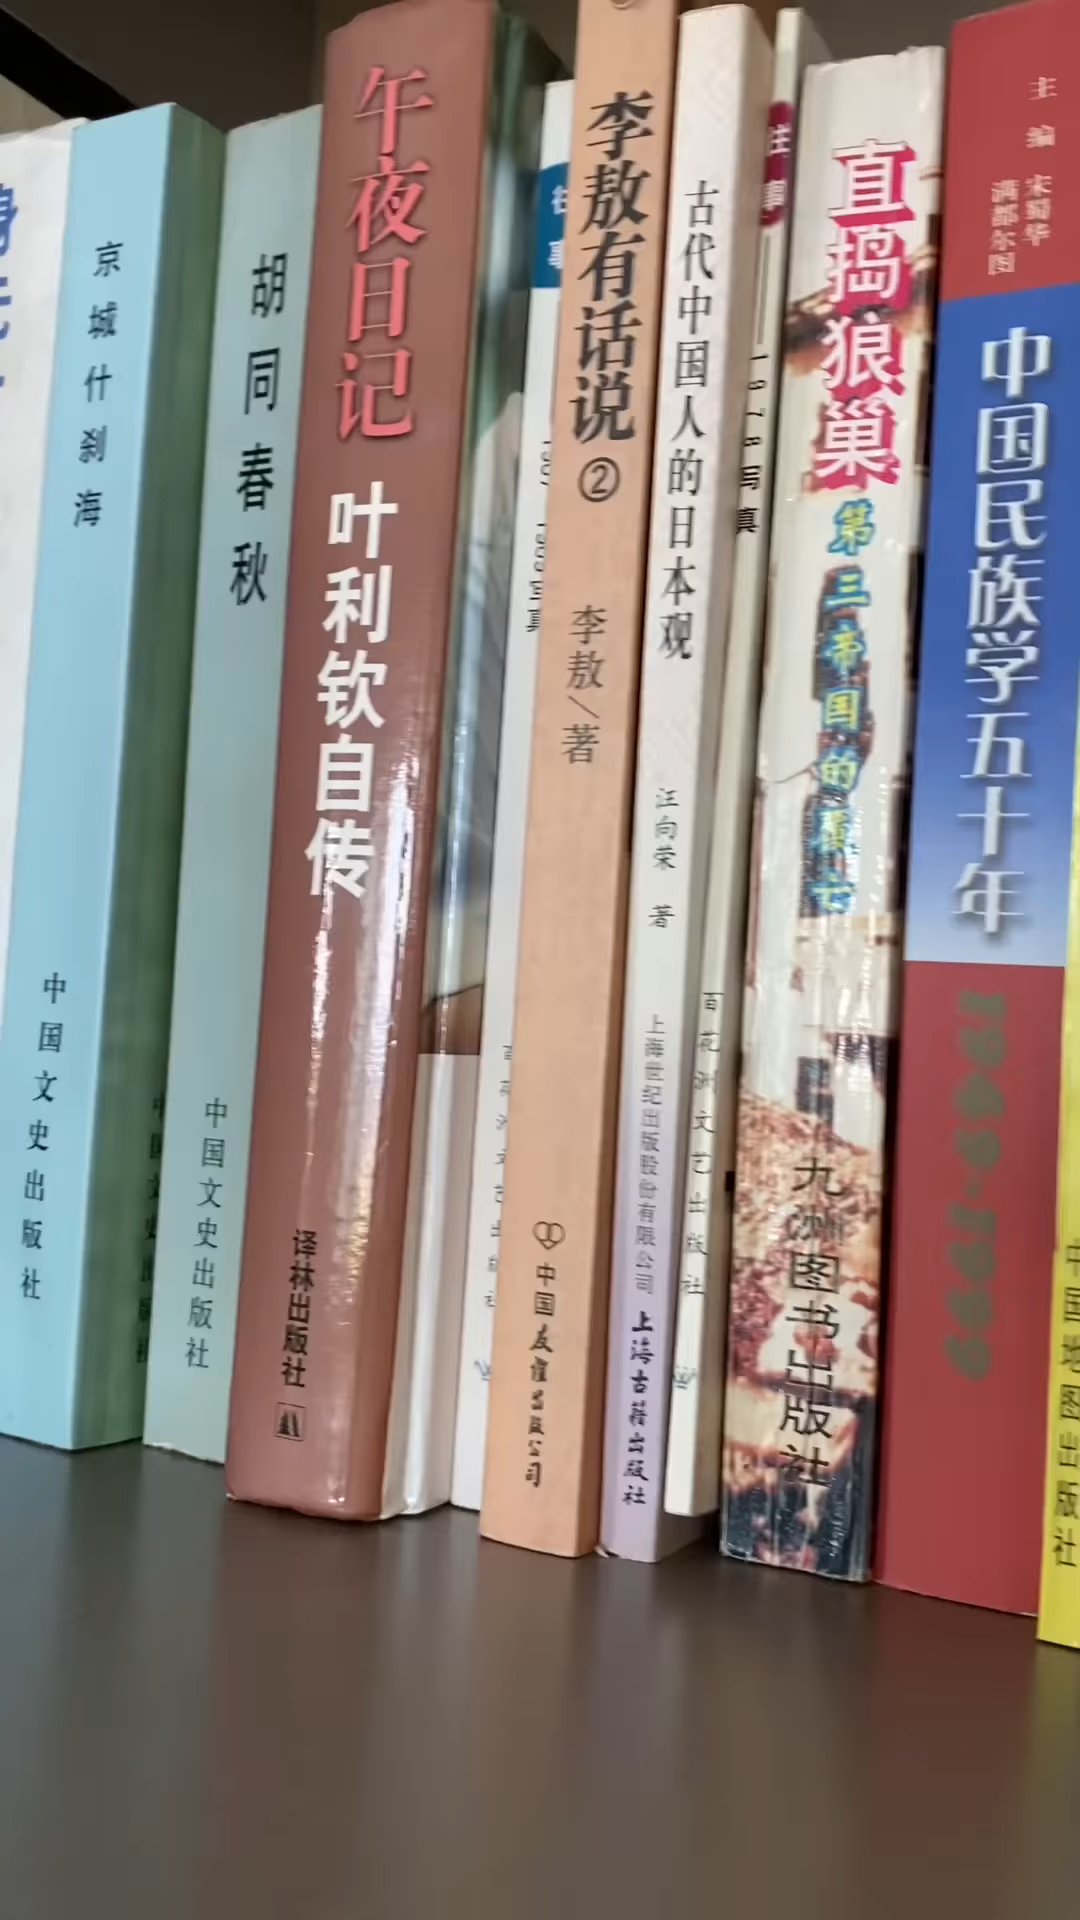 京城什刹海
中国文史出版社
胡同春秋
中国文史出版社
午夜日记
叶利钦自传
译林出版社
李敖有话说②
李敖\著
中国友谊出版公司
古代中国人的日本观
汪向荣 著
上海世纪出版股份有限公司
上海古籍出版社
往事
1978写真
百花洲文艺出版社
直捣狼巢
第三帝国的覆亡
九洲图书出版社
主编
宋蜀华
满都尔图
中国民族学五十年
1949-1999
中国地图出版社